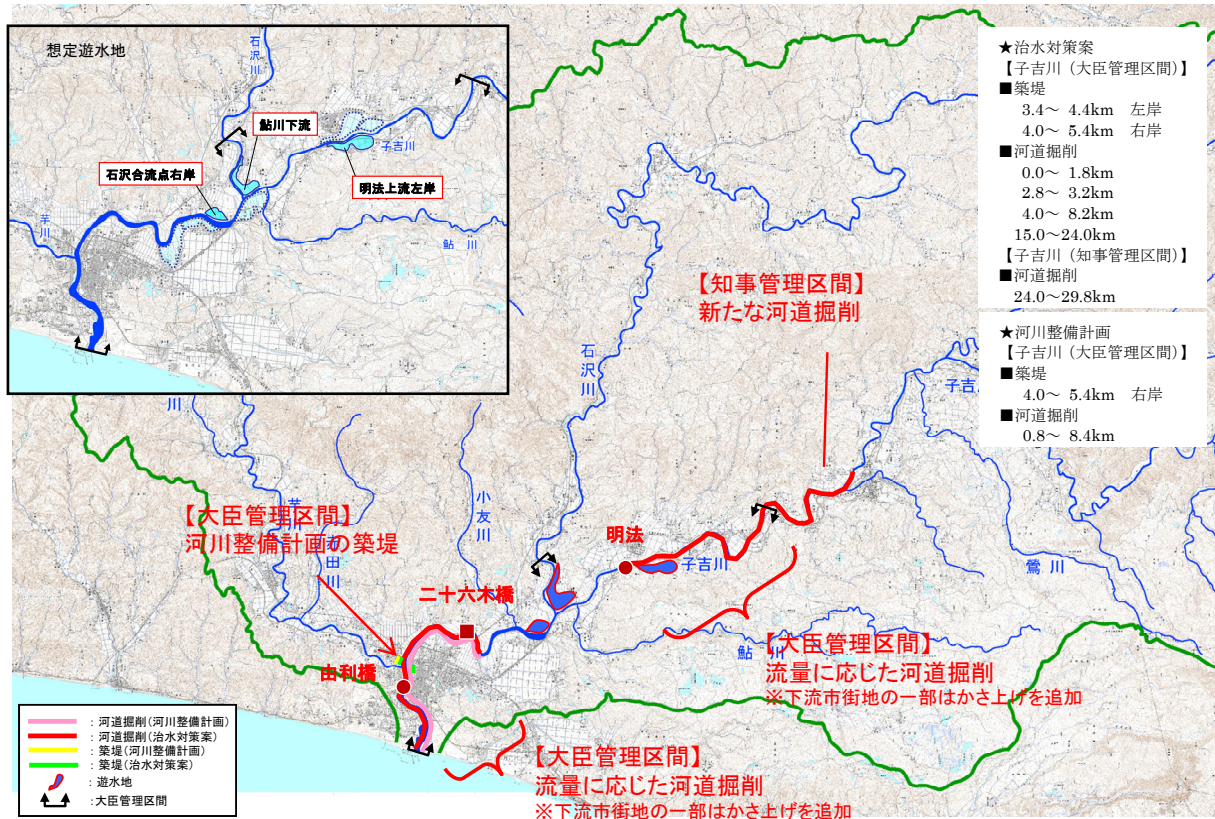 想定遊水地
石沢川
鮎川下流
子吉川
石沢合流点右岸
明法上流左岸
芋川
鮎川
★治水対策案
【子吉川（大臣管理区間）】
■築堤
3.4～ 4.4km 左岸
4.0～ 5.4km 右岸
■河道掘削
0.0～ 1.8km
2.8～ 3.2km
4.0～ 8.2km
15.0～24.0km
【子吉川（知事管理区間）】
■河道掘削
24.0～29.8km
★河川整備計画
【子吉川（大臣管理区間）】
■築堤
4.0～ 5.4km 右岸
■河道掘削
0.8～ 8.4km
【知事管理区間】
新たな河道掘削
石沢川
子吉川
川
芋川
小友川
【大臣管理区間】
河川整備計画の築堤
田川
明法
子吉川
鶯川
二十六木橋
鮎川
【大臣管理区間】
流量に応じた河道掘削
※下流市街地の一部はかさ上げを追加
由利橋
【大臣管理区間】
流量に応じた河道掘削
※下流市街地の一部はかさ上げを追加
：河道掘削(河川整備計画)
：河道掘削(治水対策案)
：築堤(河川整備計画)
：築堤(治水対策案)
：遊水地
：大臣管理区間